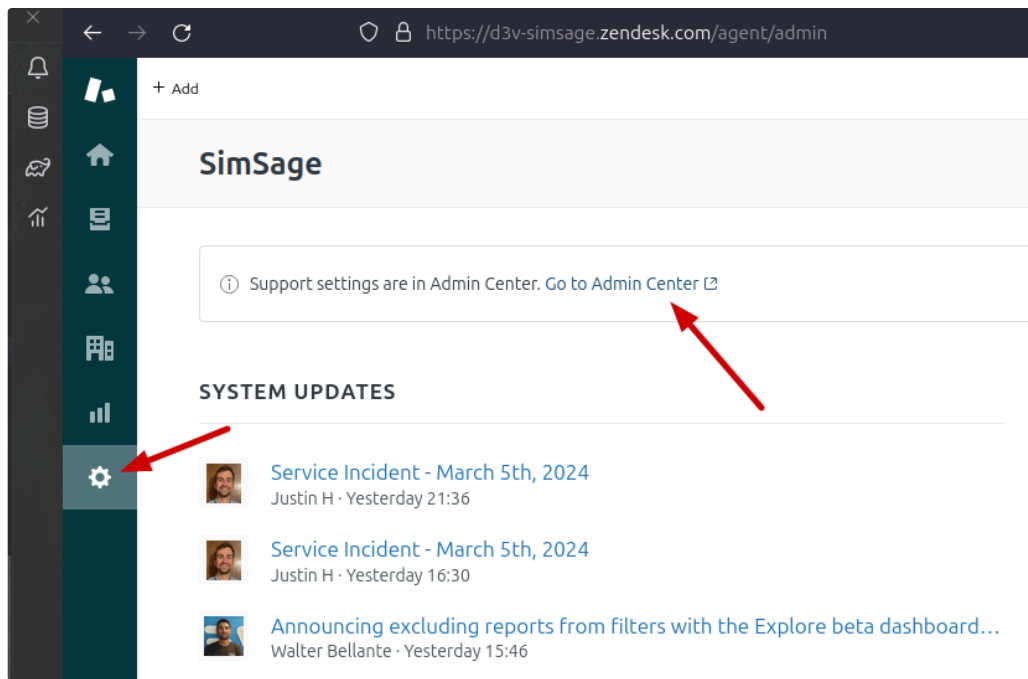 https://d3v-simsage.zendesk.com/agent/admin
+ Add
SimSage
Support settings are in Admin Center. Go to Admin Center
SYSTEM UPDATES
Service Incident - March 5th, 2024
Justin H · Yesterday 21:36
Service Incident - March 5th, 2024
Justin H · Yesterday 16:30
Announcing excluding reports from filters with the Explore beta dashboard…
Walter Bellante · Yesterday 15:46